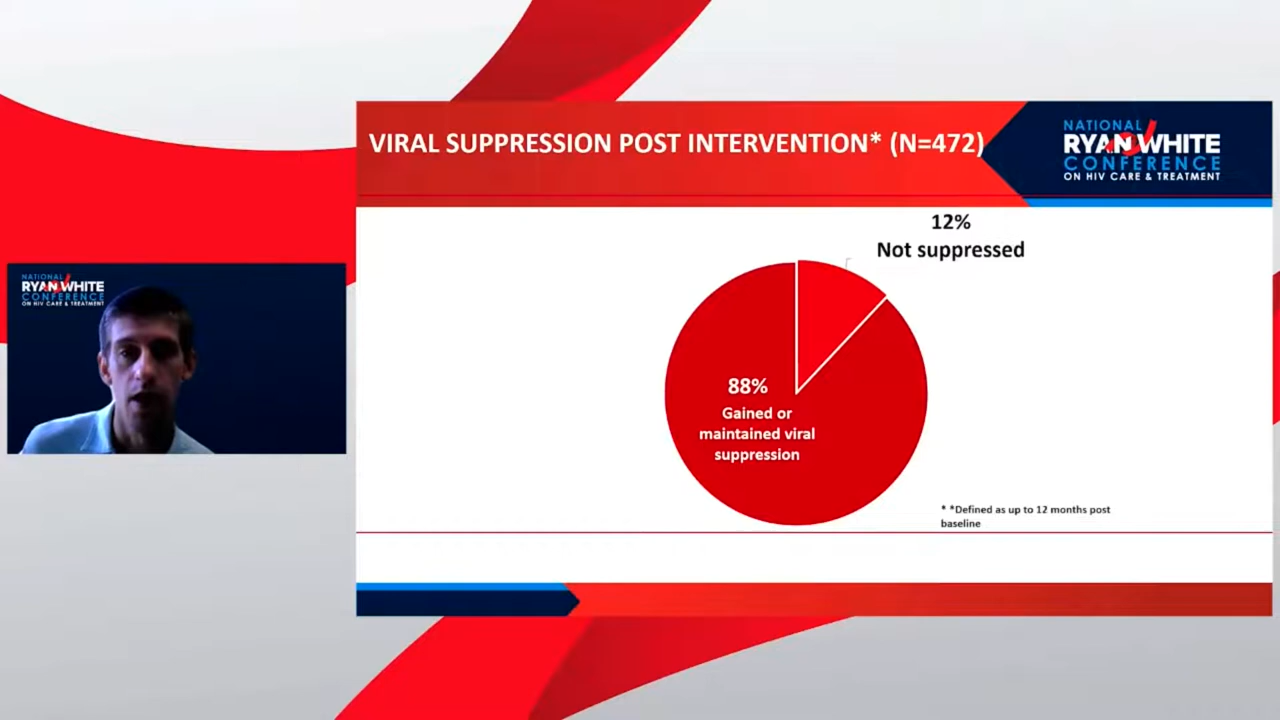 VIRAL SUPPRESSION POST INTERVENTION* (N=472)
NATIONAL
RYAN WHITE
CONFERENCE
ON HIV CARE & TREATMENT
12%
Not suppressed
NATIONAL
RYAN WHITE
CONFERENCE
ON HIV CARE & TREATMENT
88%
Gained or
maintained viral
suppression
* *Defined as up to 12 months post
baseline